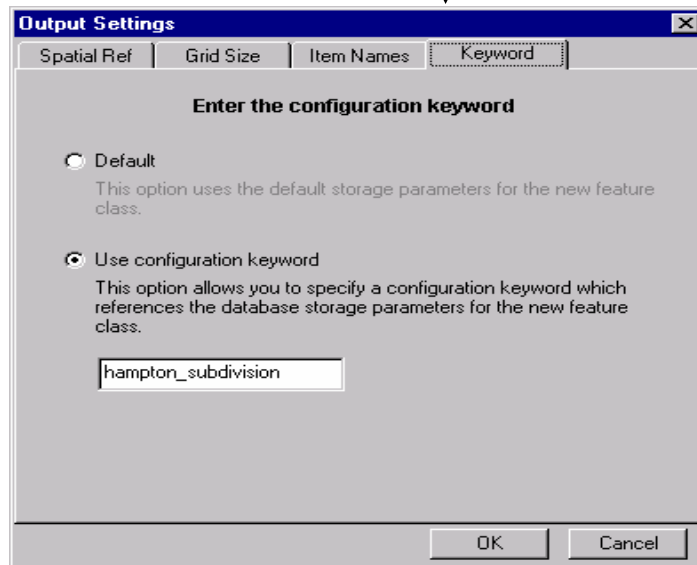 Output Settings
Spatial Ref Grid Size Item Names Keyword
Enter the configuration keyword
Default
This option uses the default storage parameters for the new feature
class.
Use configuration keyword
This option allows you to specify a configuration keyword which
references the database storage parameters for the new feature
class.
hampton_subdivision
OK Cancel